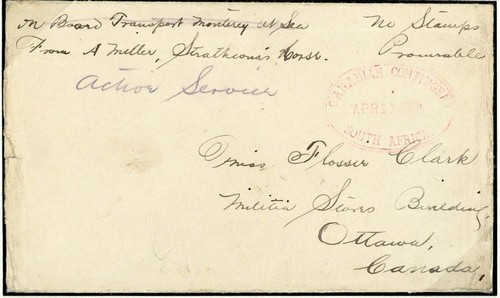 On Board Transport Monterey at Sea
No Stamps
From A Miller, Strathcona's Horse.
Procurable
Active Service
CANADIAN CONTINGENT
APRIL
SOUTH AFRICA
Miss Flossie Clark
Militia Stores Building,
Ottawa,
Canada,